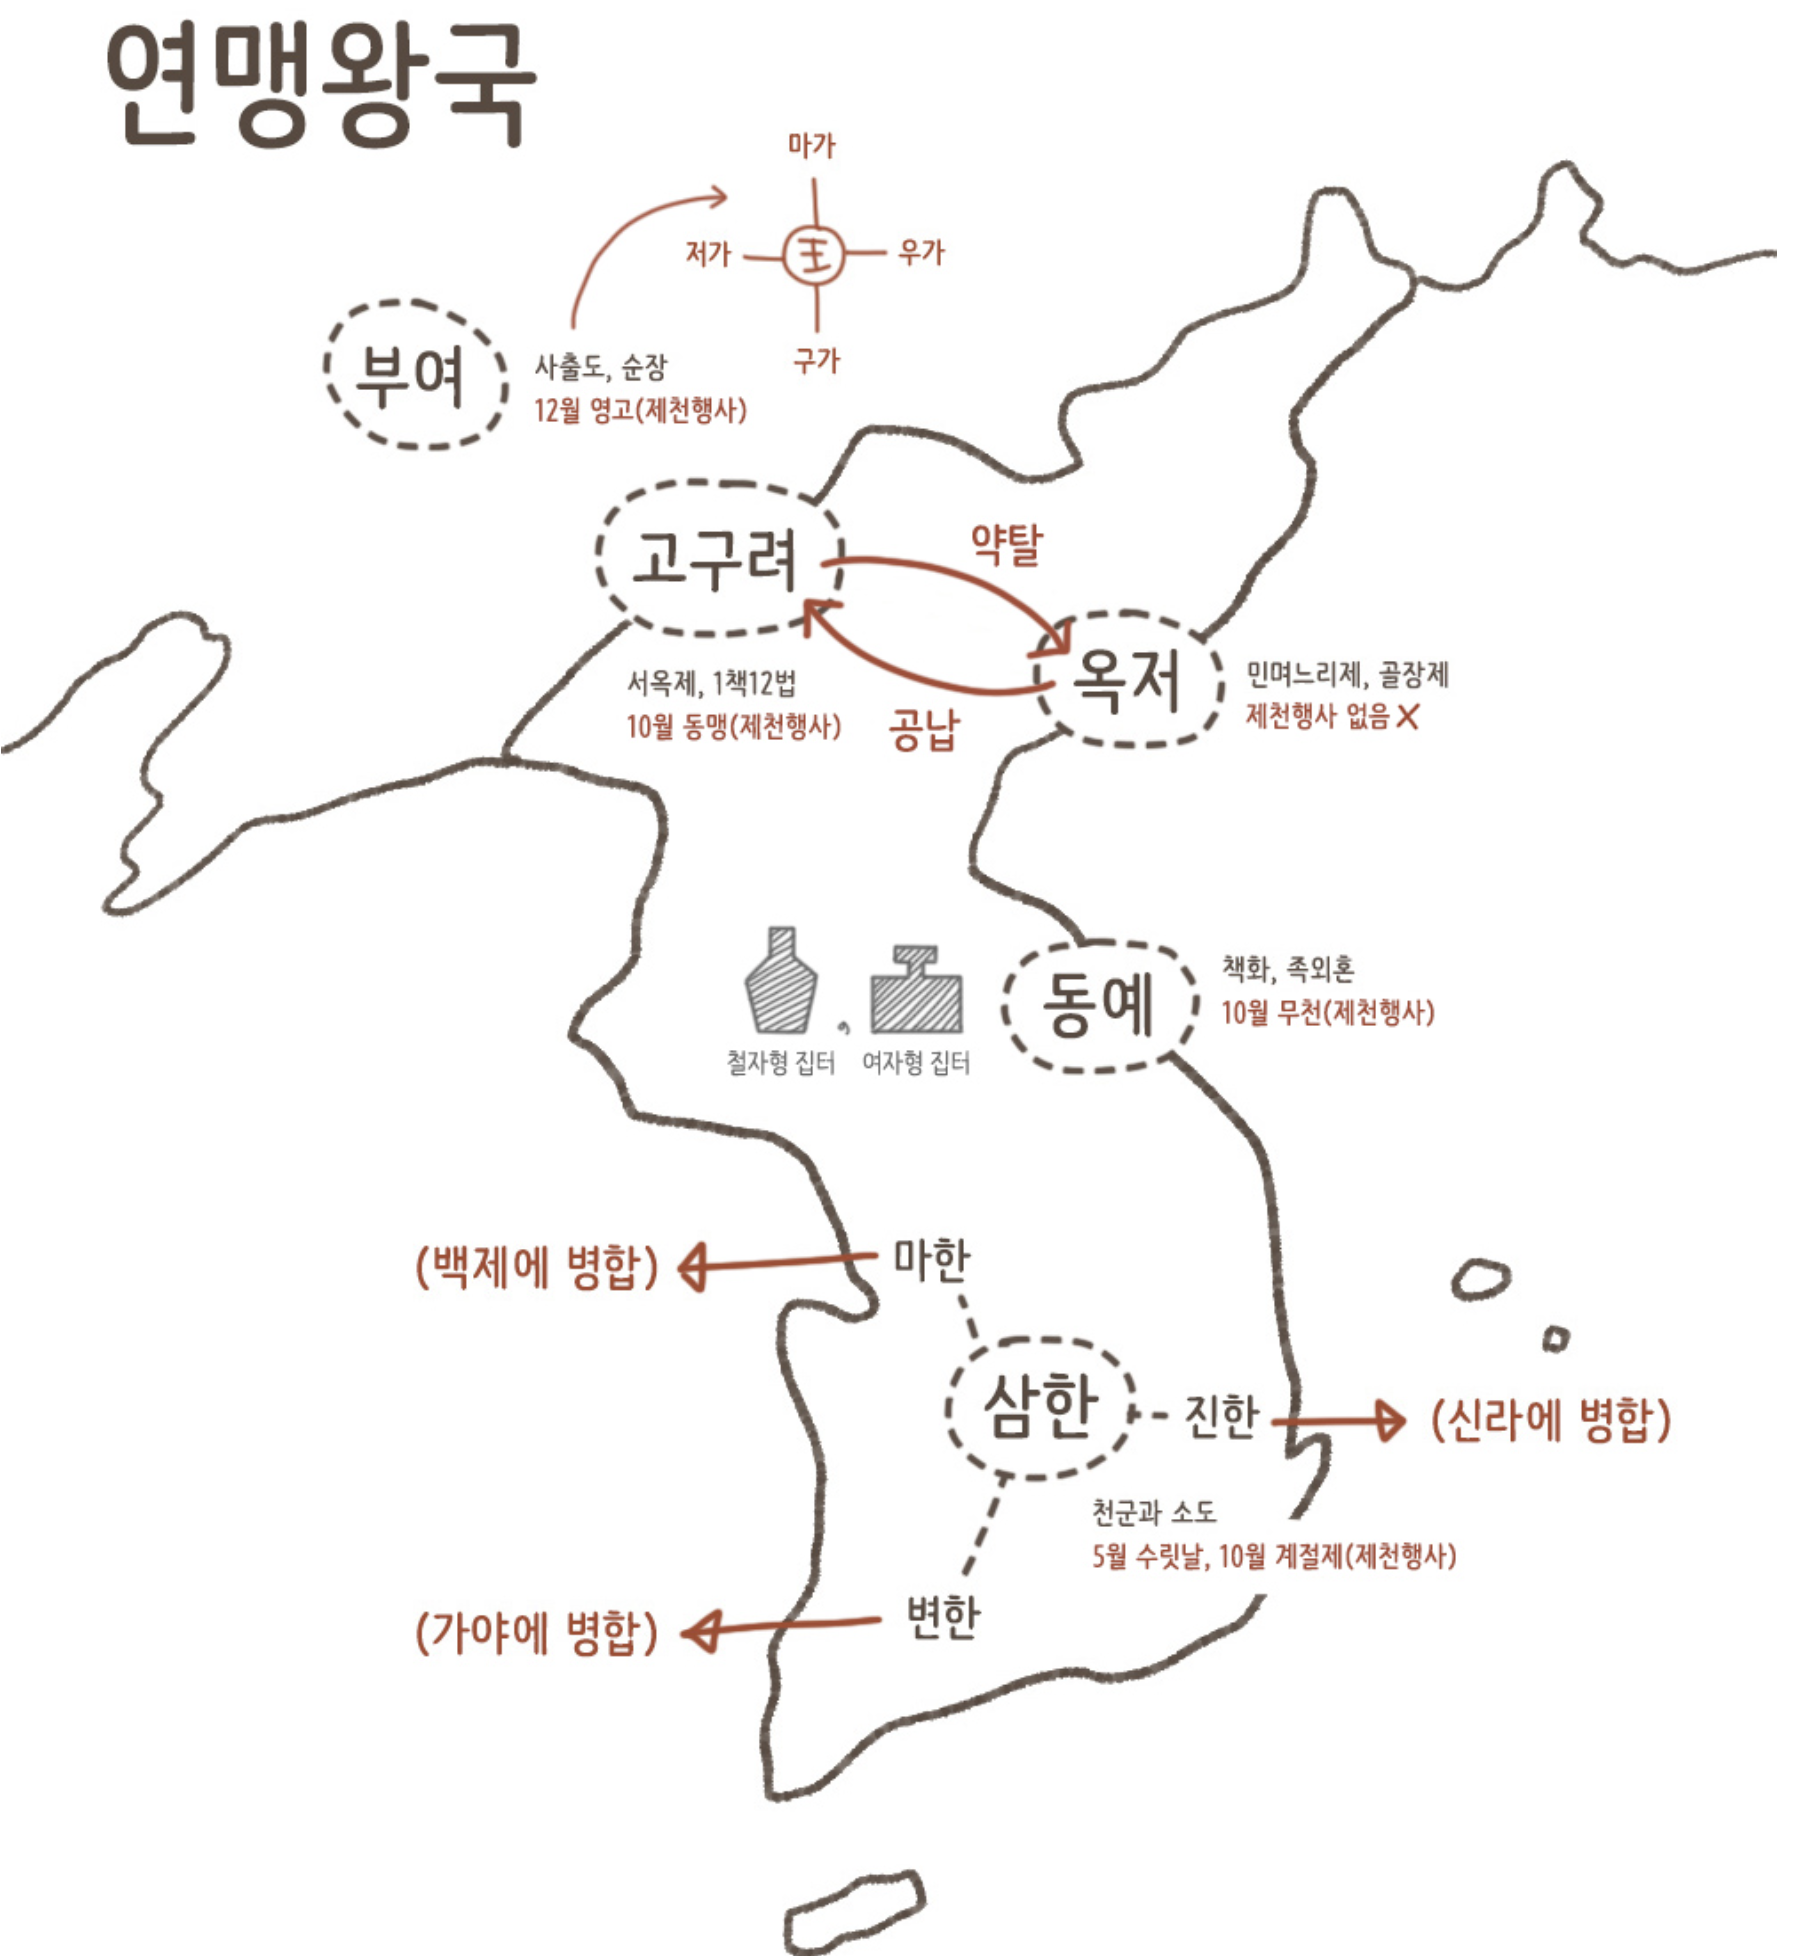 연맹왕국
마가
저가
王
우가
구가
부여
사출도, 순장
12월 영고(제천행사)
고구려
약탈
옥저
서옥제, 1책12법
10월 동맹(제천행사)
공납
민며느리제, 골장제
제천행사 없음 X
동예
책화, 족외혼
10월 무천(제천행사)
철자형 집터
,
여자형 집터
(백제에 병합)
마한
삼한
진한
(신라에 병합)
천군과 소도
5월 수릿날, 10월 계절제(제천행사)
(가야에 병합)
변한